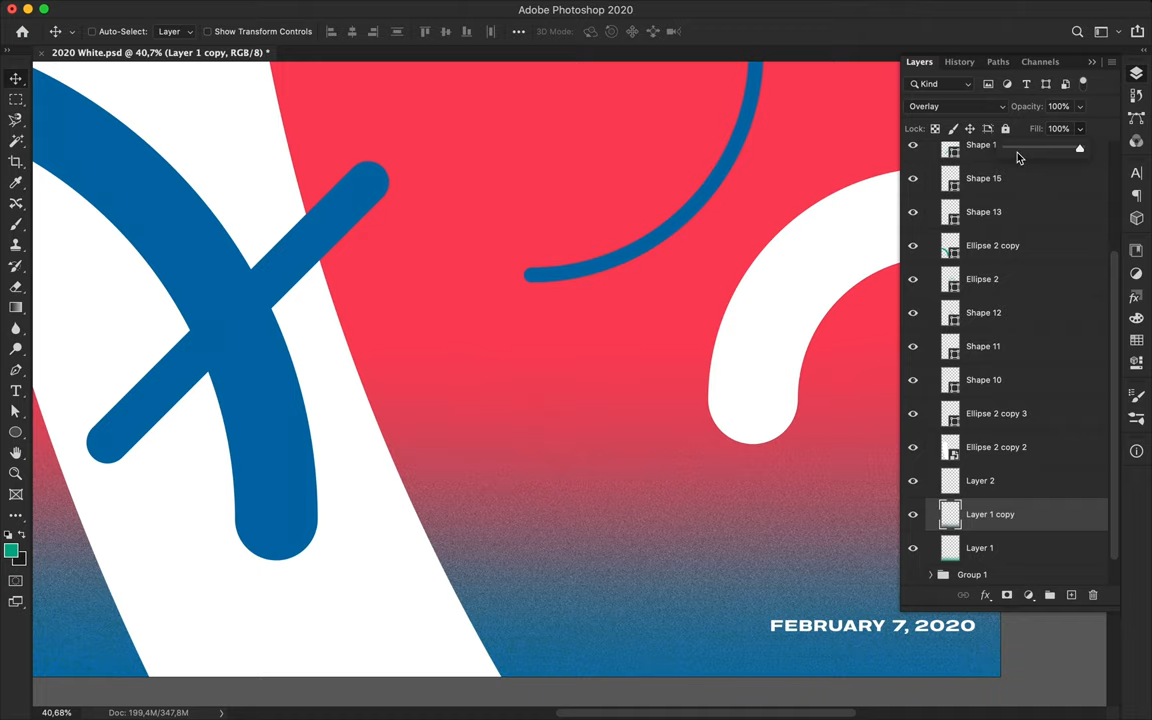 Adobe Photoshop 2020
Auto-Select: Layer Show Transform Controls 3D Mode:
2020 White.psd @ 40,7% (Layer 1 copy, RGB/8) *
Layers History Paths Channels
Kind
Overlay Opacity: 100%
Lock: Fill: 100%
Shape 1
Shape 15
Shape 13
Ellipse 2 copy
Ellipse 2
Shape 12
Shape 11
Shape 10
Ellipse 2 copy 3
Ellipse 2 copy 2
Layer 2
Layer 1 copy
Layer 1
Group 1
FEBRUARY 7, 2020
40,68% Doc: 199,4M/347,8M